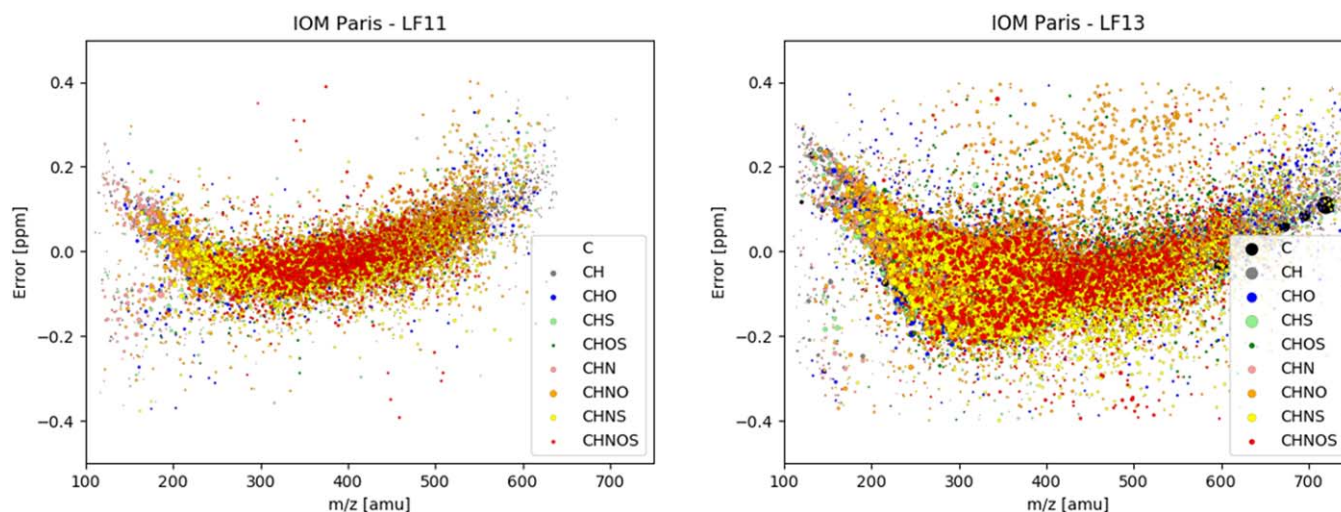 IOM Paris - LF11
Error [ppm]
0.4
0.2
0.0
−0.2
−0.4
C
CH
CHO
CHS
CHOS
CHN
CHNO
CHNS
CHNOS
100 200 300 400 500 600 700
m/z [amu]
IOM Paris - LF13
Error [ppm]
0.4
0.2
0.0
−0.2
−0.4
C
CH
CHO
CHS
CHOS
CHN
CHNO
CHNS
CHNOS
100 200 300 400 500 600 700
m/z [amu]